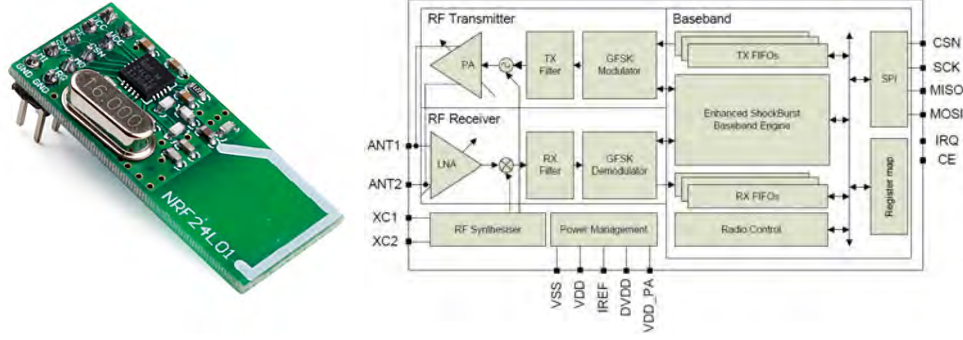 VCC
VCC
GND
GND
16.000
NRF24L01
RF Transmitter
PA
TX
Filter
GFSK
Modulator
RF Receiver
LNA
RX
Filter
GFSK
Demodulator
RF Synthesiser
Power Management
Baseband
TX FIFOs
Enhanced ShockBurst
Baseband Engine
RX FIFOs
Radio Control
SPI
Register map
ANT1
ANT2
XC1
XC2
CSN
SCK
MISO
MOSI
IRQ
CE
VSS
VDD
IREF
DVDD
VDD_PA